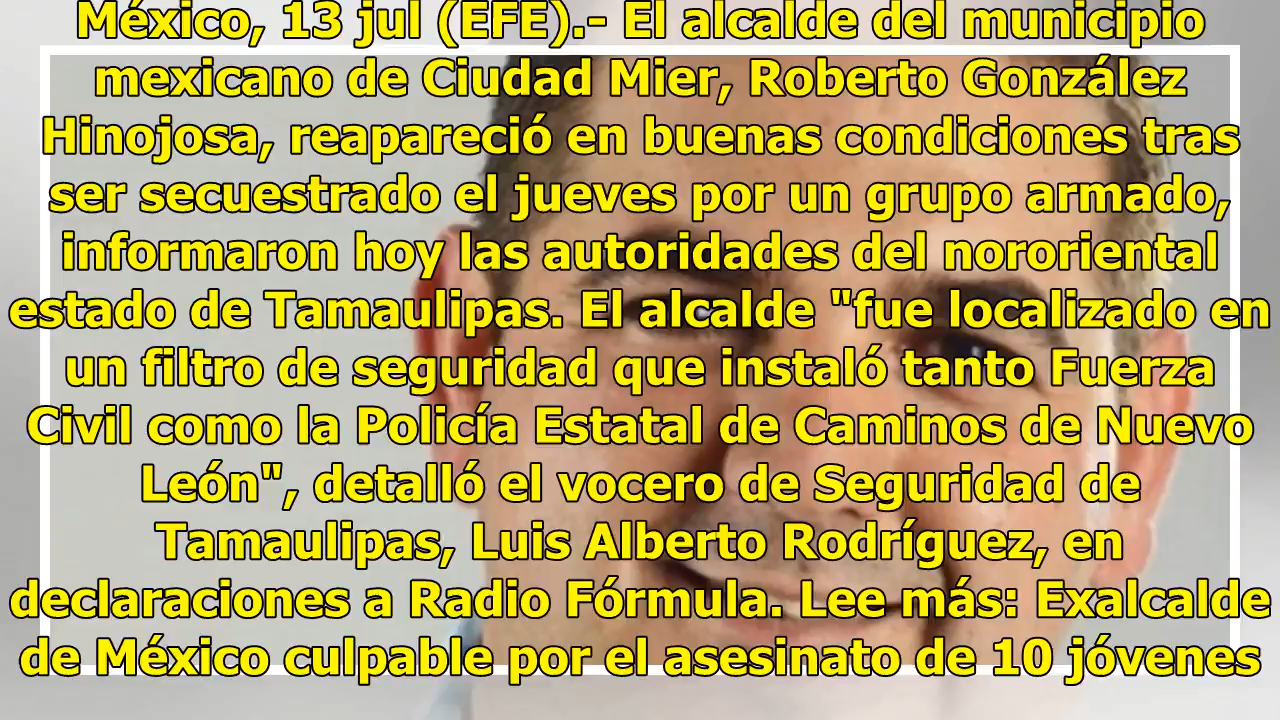 México, 13 jul (EFE).- El alcalde del municipio
mexicano de Ciudad Mier, Roberto González
Hinojosa, reapareció en buenas condiciones tras
ser secuestrado el jueves por un grupo armado,
informaron hoy las autoridades del nororiental
estado de Tamaulipas. El alcalde "fue localizado en
un filtro de seguridad que instaló tanto Fuerza
Civil como la Policía Estatal de Caminos de Nuevo
León", detalló el vocero de Seguridad de
Tamaulipas, Luis Alberto Rodríguez, en
declaraciones a Radio Fórmula. Lee más: Exalcalde
de México culpable por el asesinato de 10 jóvenes